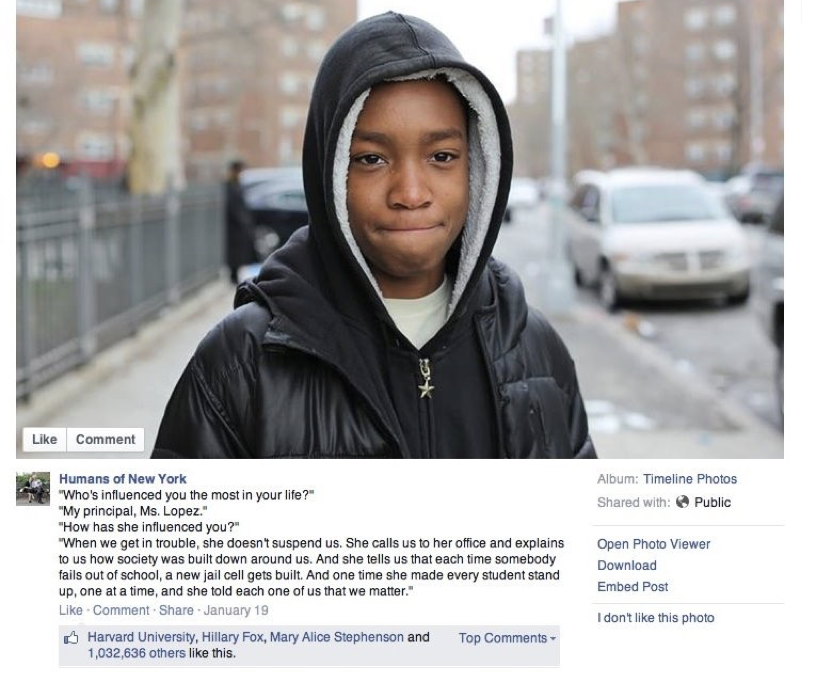 Like Comment
Humans of New York
"Who's influenced you the most in your life?"
"My principal, Ms. Lopez."
"How has she influenced you?"
"When we get in trouble, she doesn't suspend us. She calls us to her office and explains
to us how society was built down around us. And she tells us that each time somebody
fails out of school, a new jail cell gets built. And one time she made every student stand
up, one at a time, and she told each one of us that we matter."
Like · Comment · Share · January 19
Harvard University, Hillary Fox, Mary Alice Stephenson and
1,032,636 others like this.
Top Comments
Album: Timeline Photos
Shared with: Public
Open Photo Viewer
Download
Embed Post
I don't like this photo